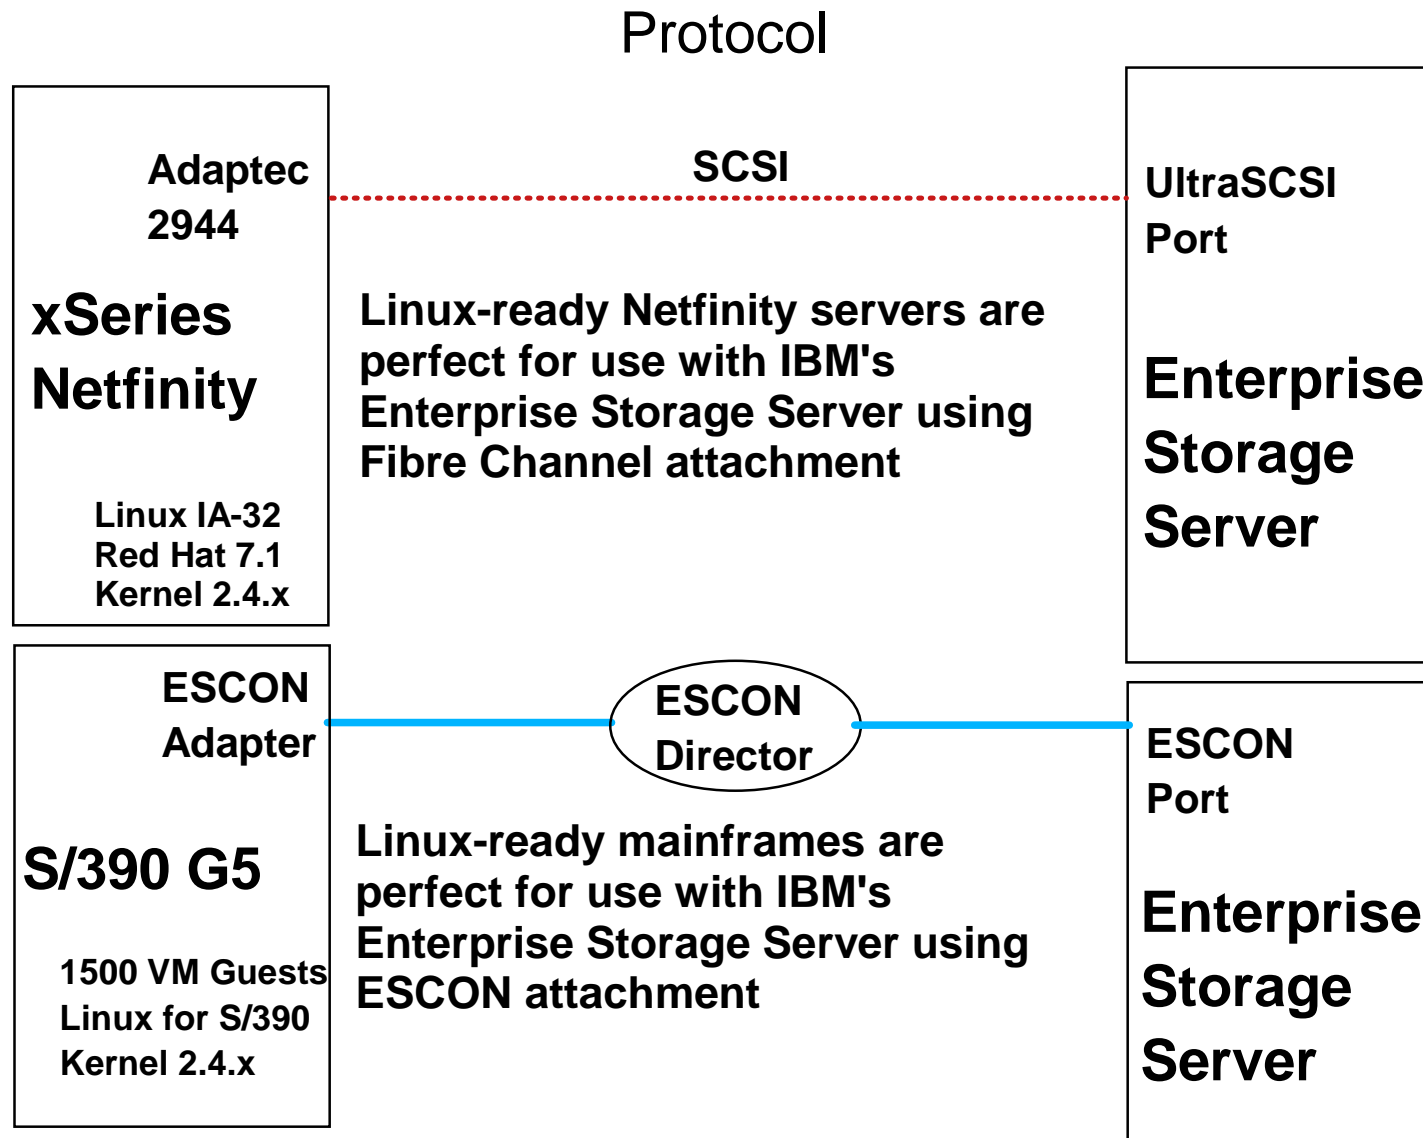 Protocol
Adaptec
2944
xSeries
Netfinity
Linux IA-32
Red Hat 7.1
Kernel 2.4.x
SCSI
Linux-ready Netfinity servers are
perfect for use with IBM's
Enterprise Storage Server using
Fibre Channel attachment
UltraSCSI
Port
Enterprise
Storage
Server
ESCON
Adapter
S/390 G5
1500 VM Guests
Linux for S/390
Kernel 2.4.x
ESCON
Director
Linux-ready mainframes are
perfect for use with IBM's
Enterprise Storage Server using
ESCON attachment
ESCON
Port
Enterprise
Storage
Server